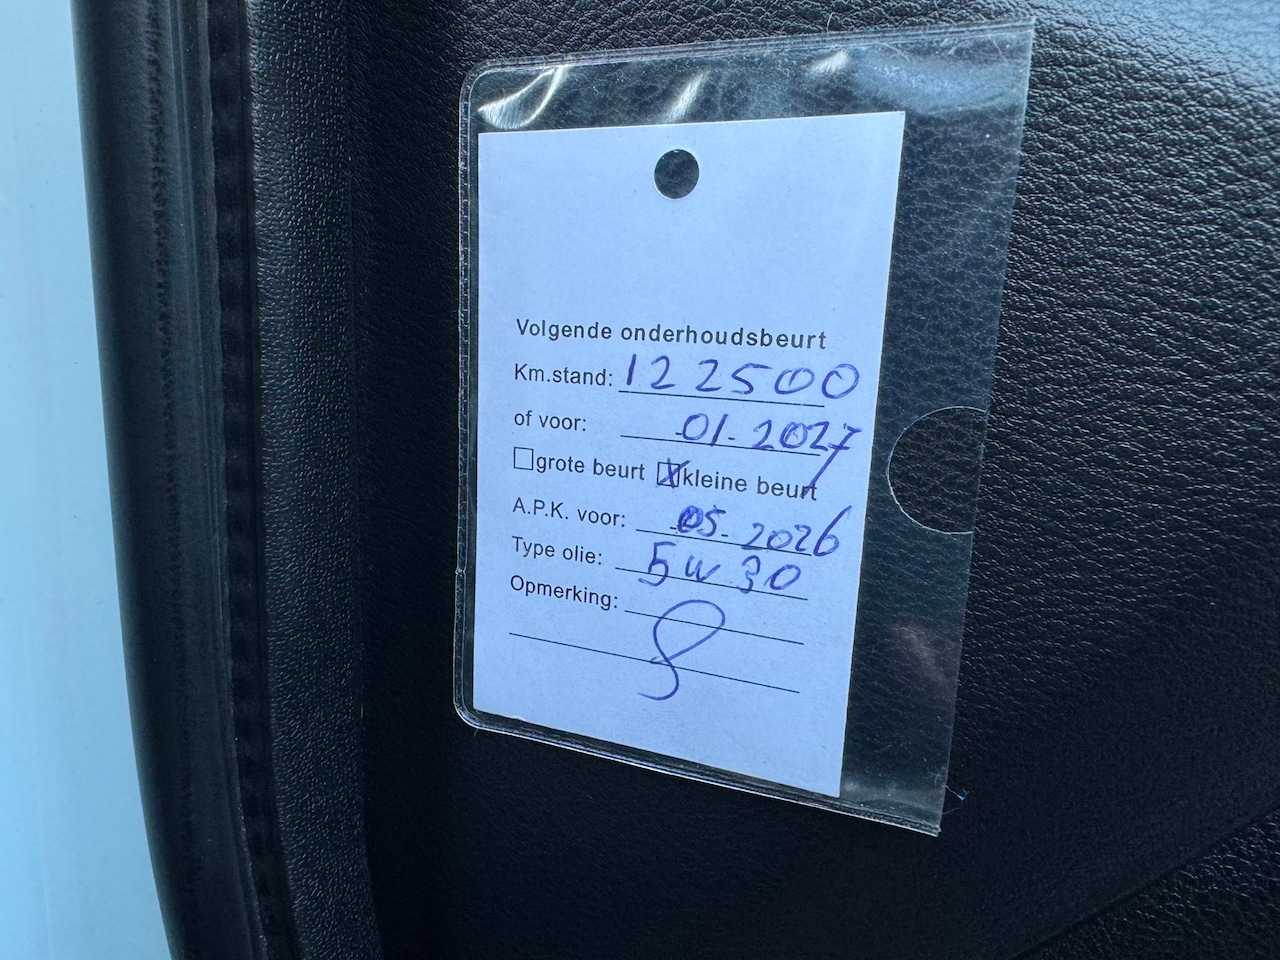 Volgende onderhoudsbeurt
Km.stand: 122500
of voor: 01-2027
grote beurt kleine beurt
A.P.K. voor: 05-2026
Type olie: 5W30
Opmerking: